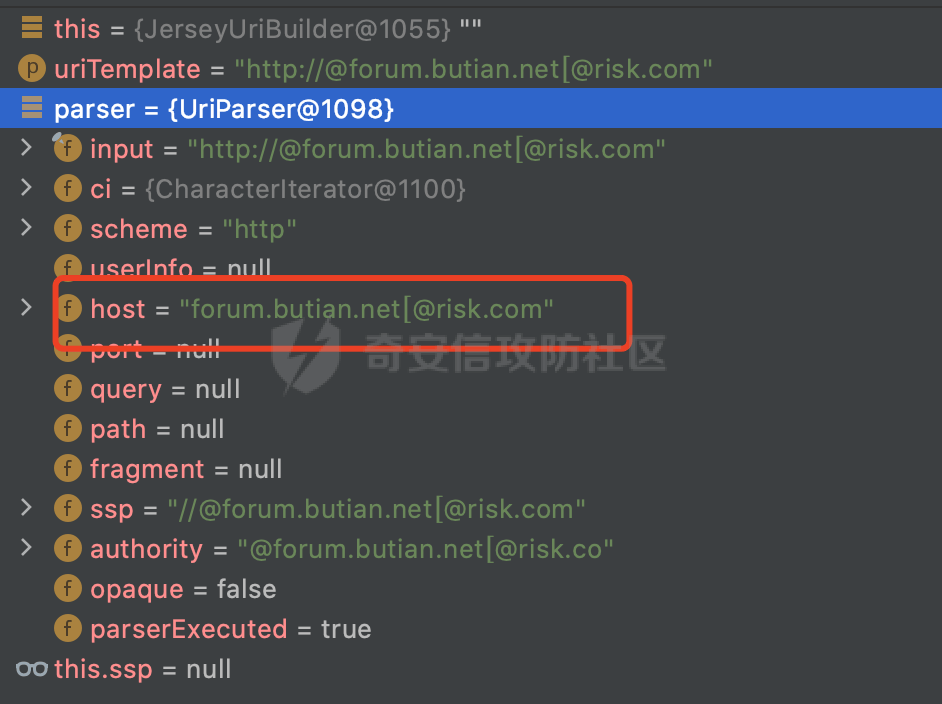 this = {JerseyUriBuilder@1055} ""
p uriTemplate = "http://@forum.butian.net[@risk.com"
parser = {UriParser@1098}
f input = "http://@forum.butian.net[@risk.com"
f ci = {CharacterIterator@1100}
f scheme = "http"
f userInfo = null
f host = "forum.butian.net[@risk.com"
f port = null
奇安信攻防社区
f query = null
f path = null
f fragment = null
f ssp = "//@forum.butian.net[@risk.com"
f authority = "@forum.butian.net[@risk.co"
f opaque = false
f parserExecuted = true
this.ssp = null